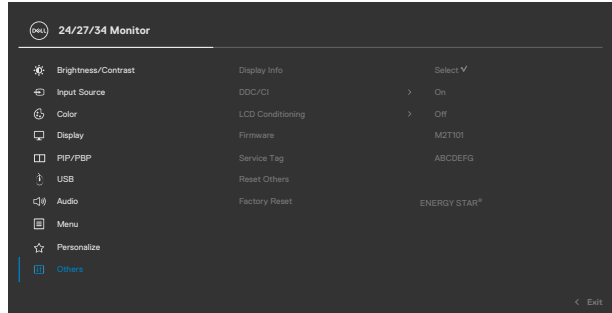 DELL 24/27/34 Monitor
Brightness/Contrast Display Info Select
Input Source DDC/CI > On
Color LCD Conditioning > Off
Display Firmware M2T101
PIP/PBP Service Tag ABCDEFG
USB Reset Others
Audio Factory Reset ENERGY STAR®
Menu
Personalize
Others
< Exit